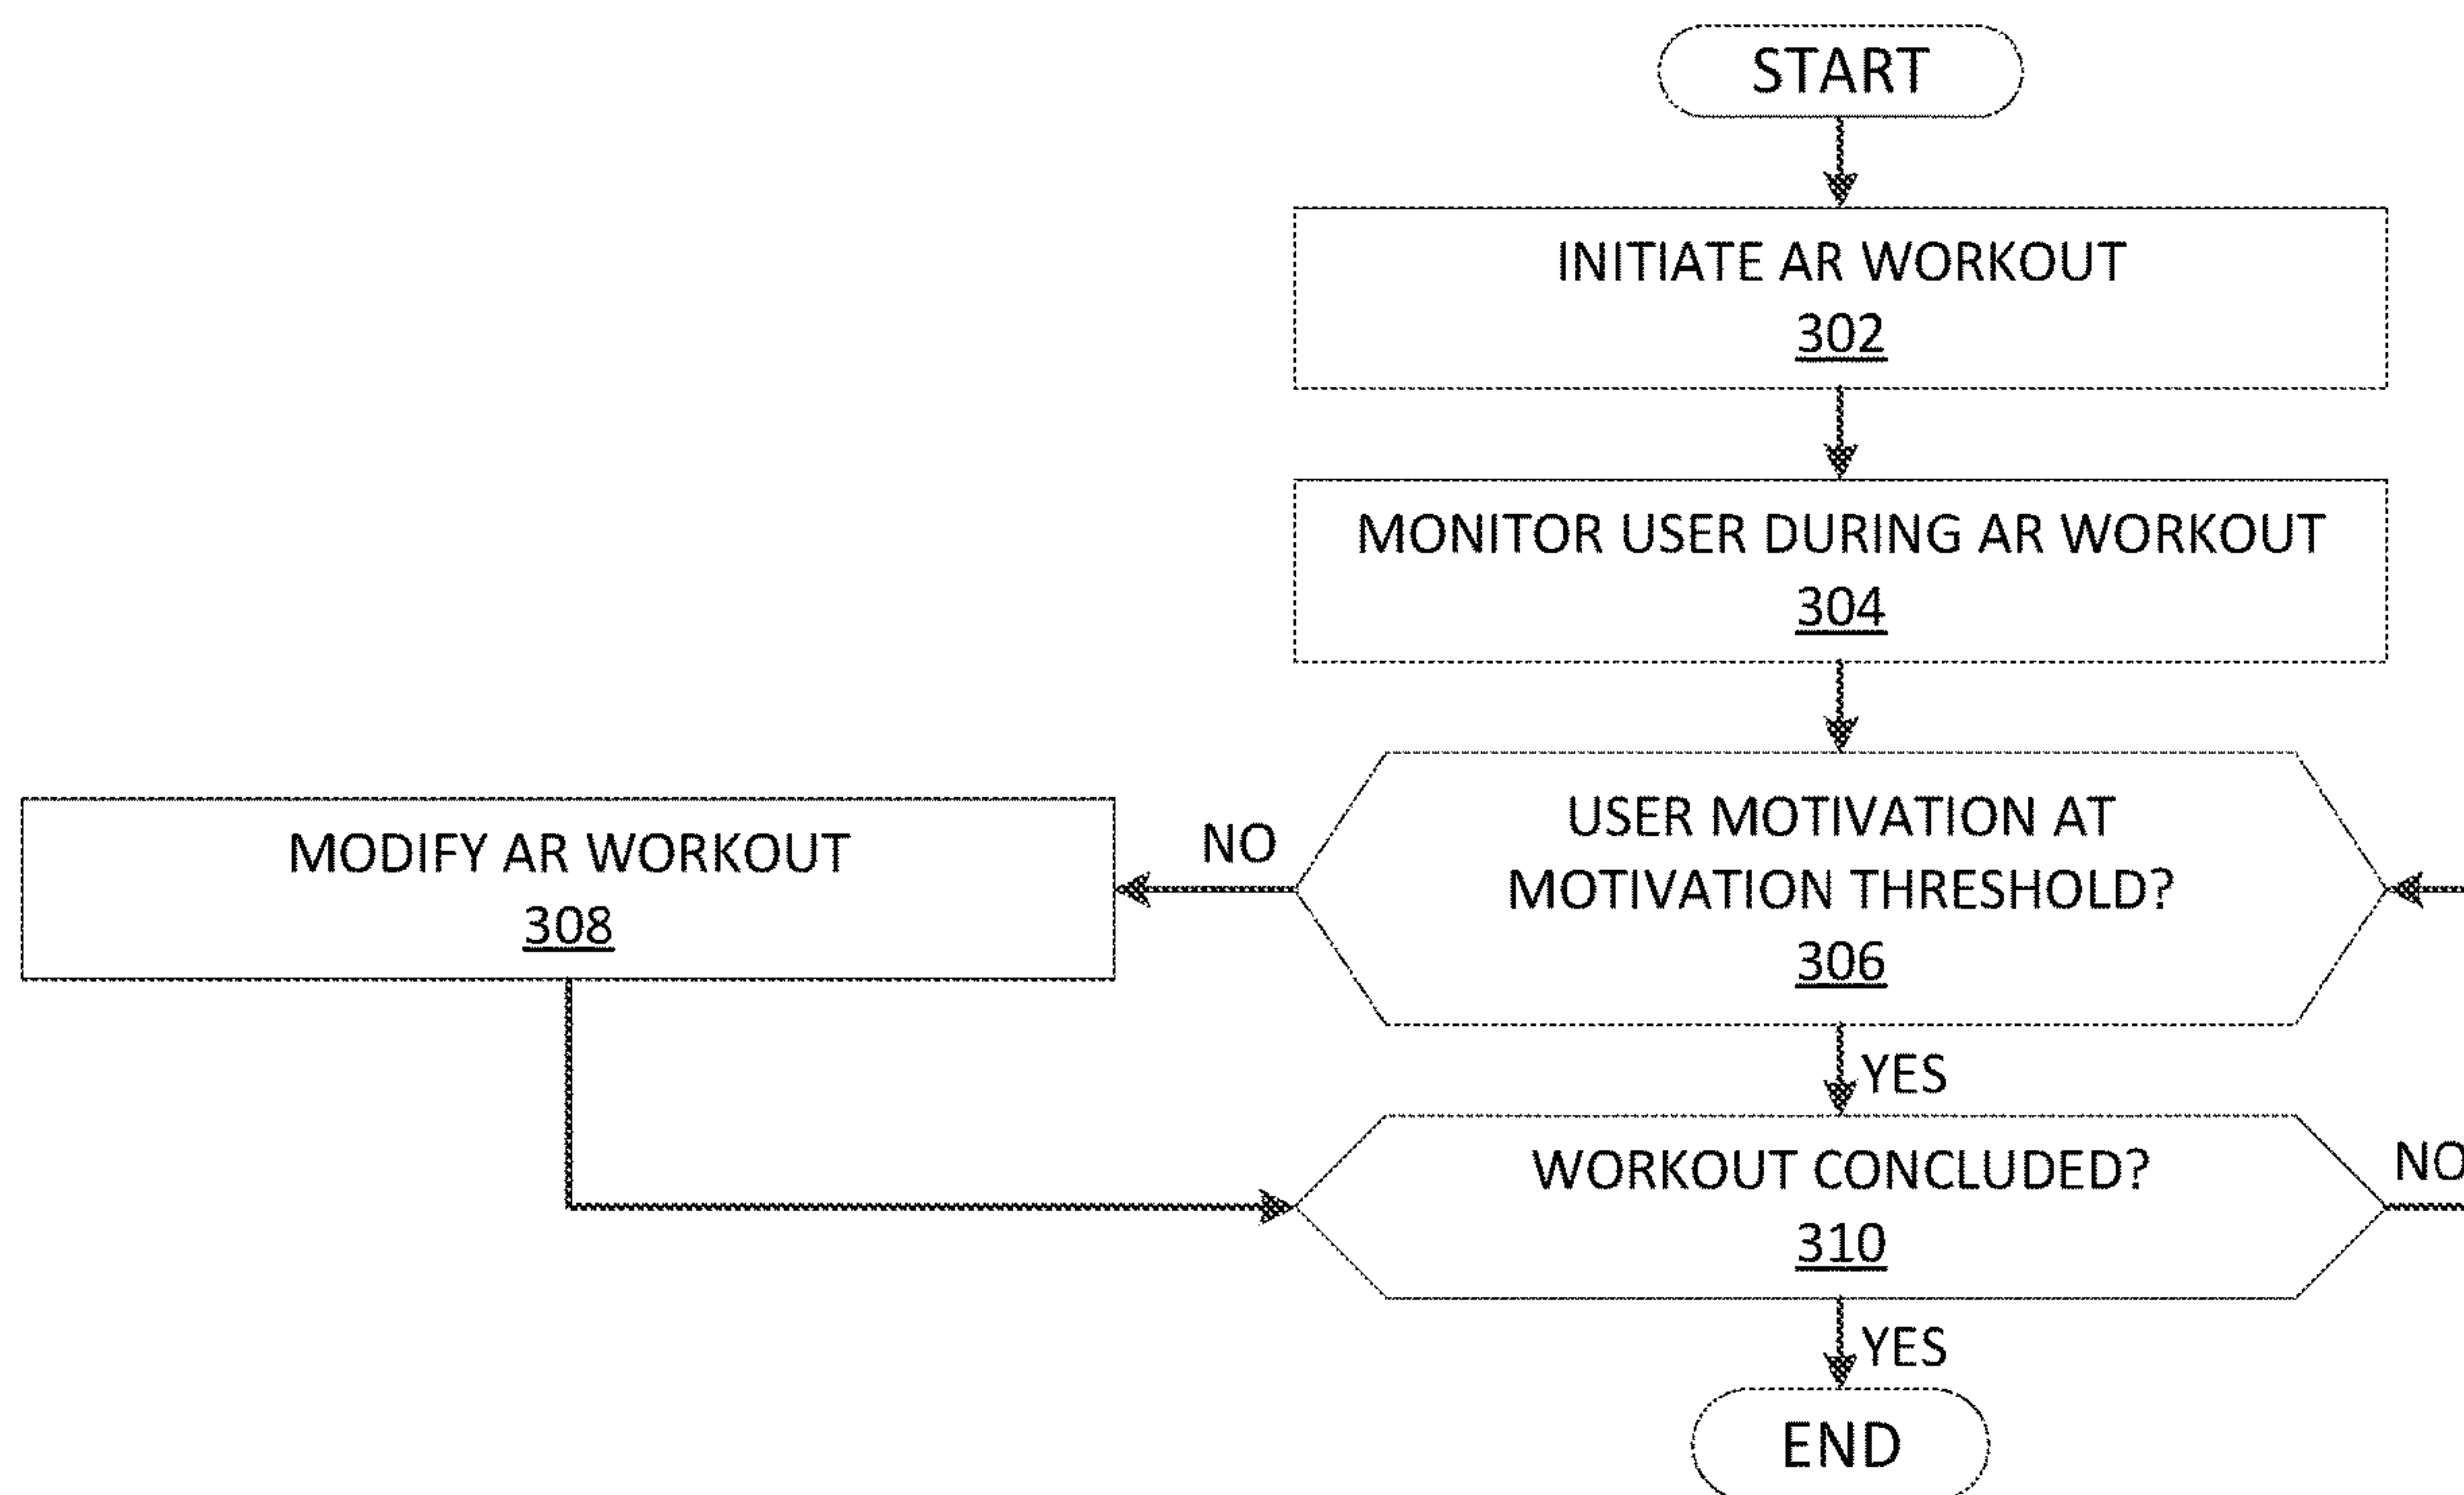 START
INITIATE AR WORKOUT
302
MONITOR USER DURING AR WORKOUT
304
USER MOTIVATION AT
MOTIVATION THRESHOLD?
306
NO
MODIFY AR WORKOUT
308
YES
WORKOUT CONCLUDED?
310
NO
YES
END